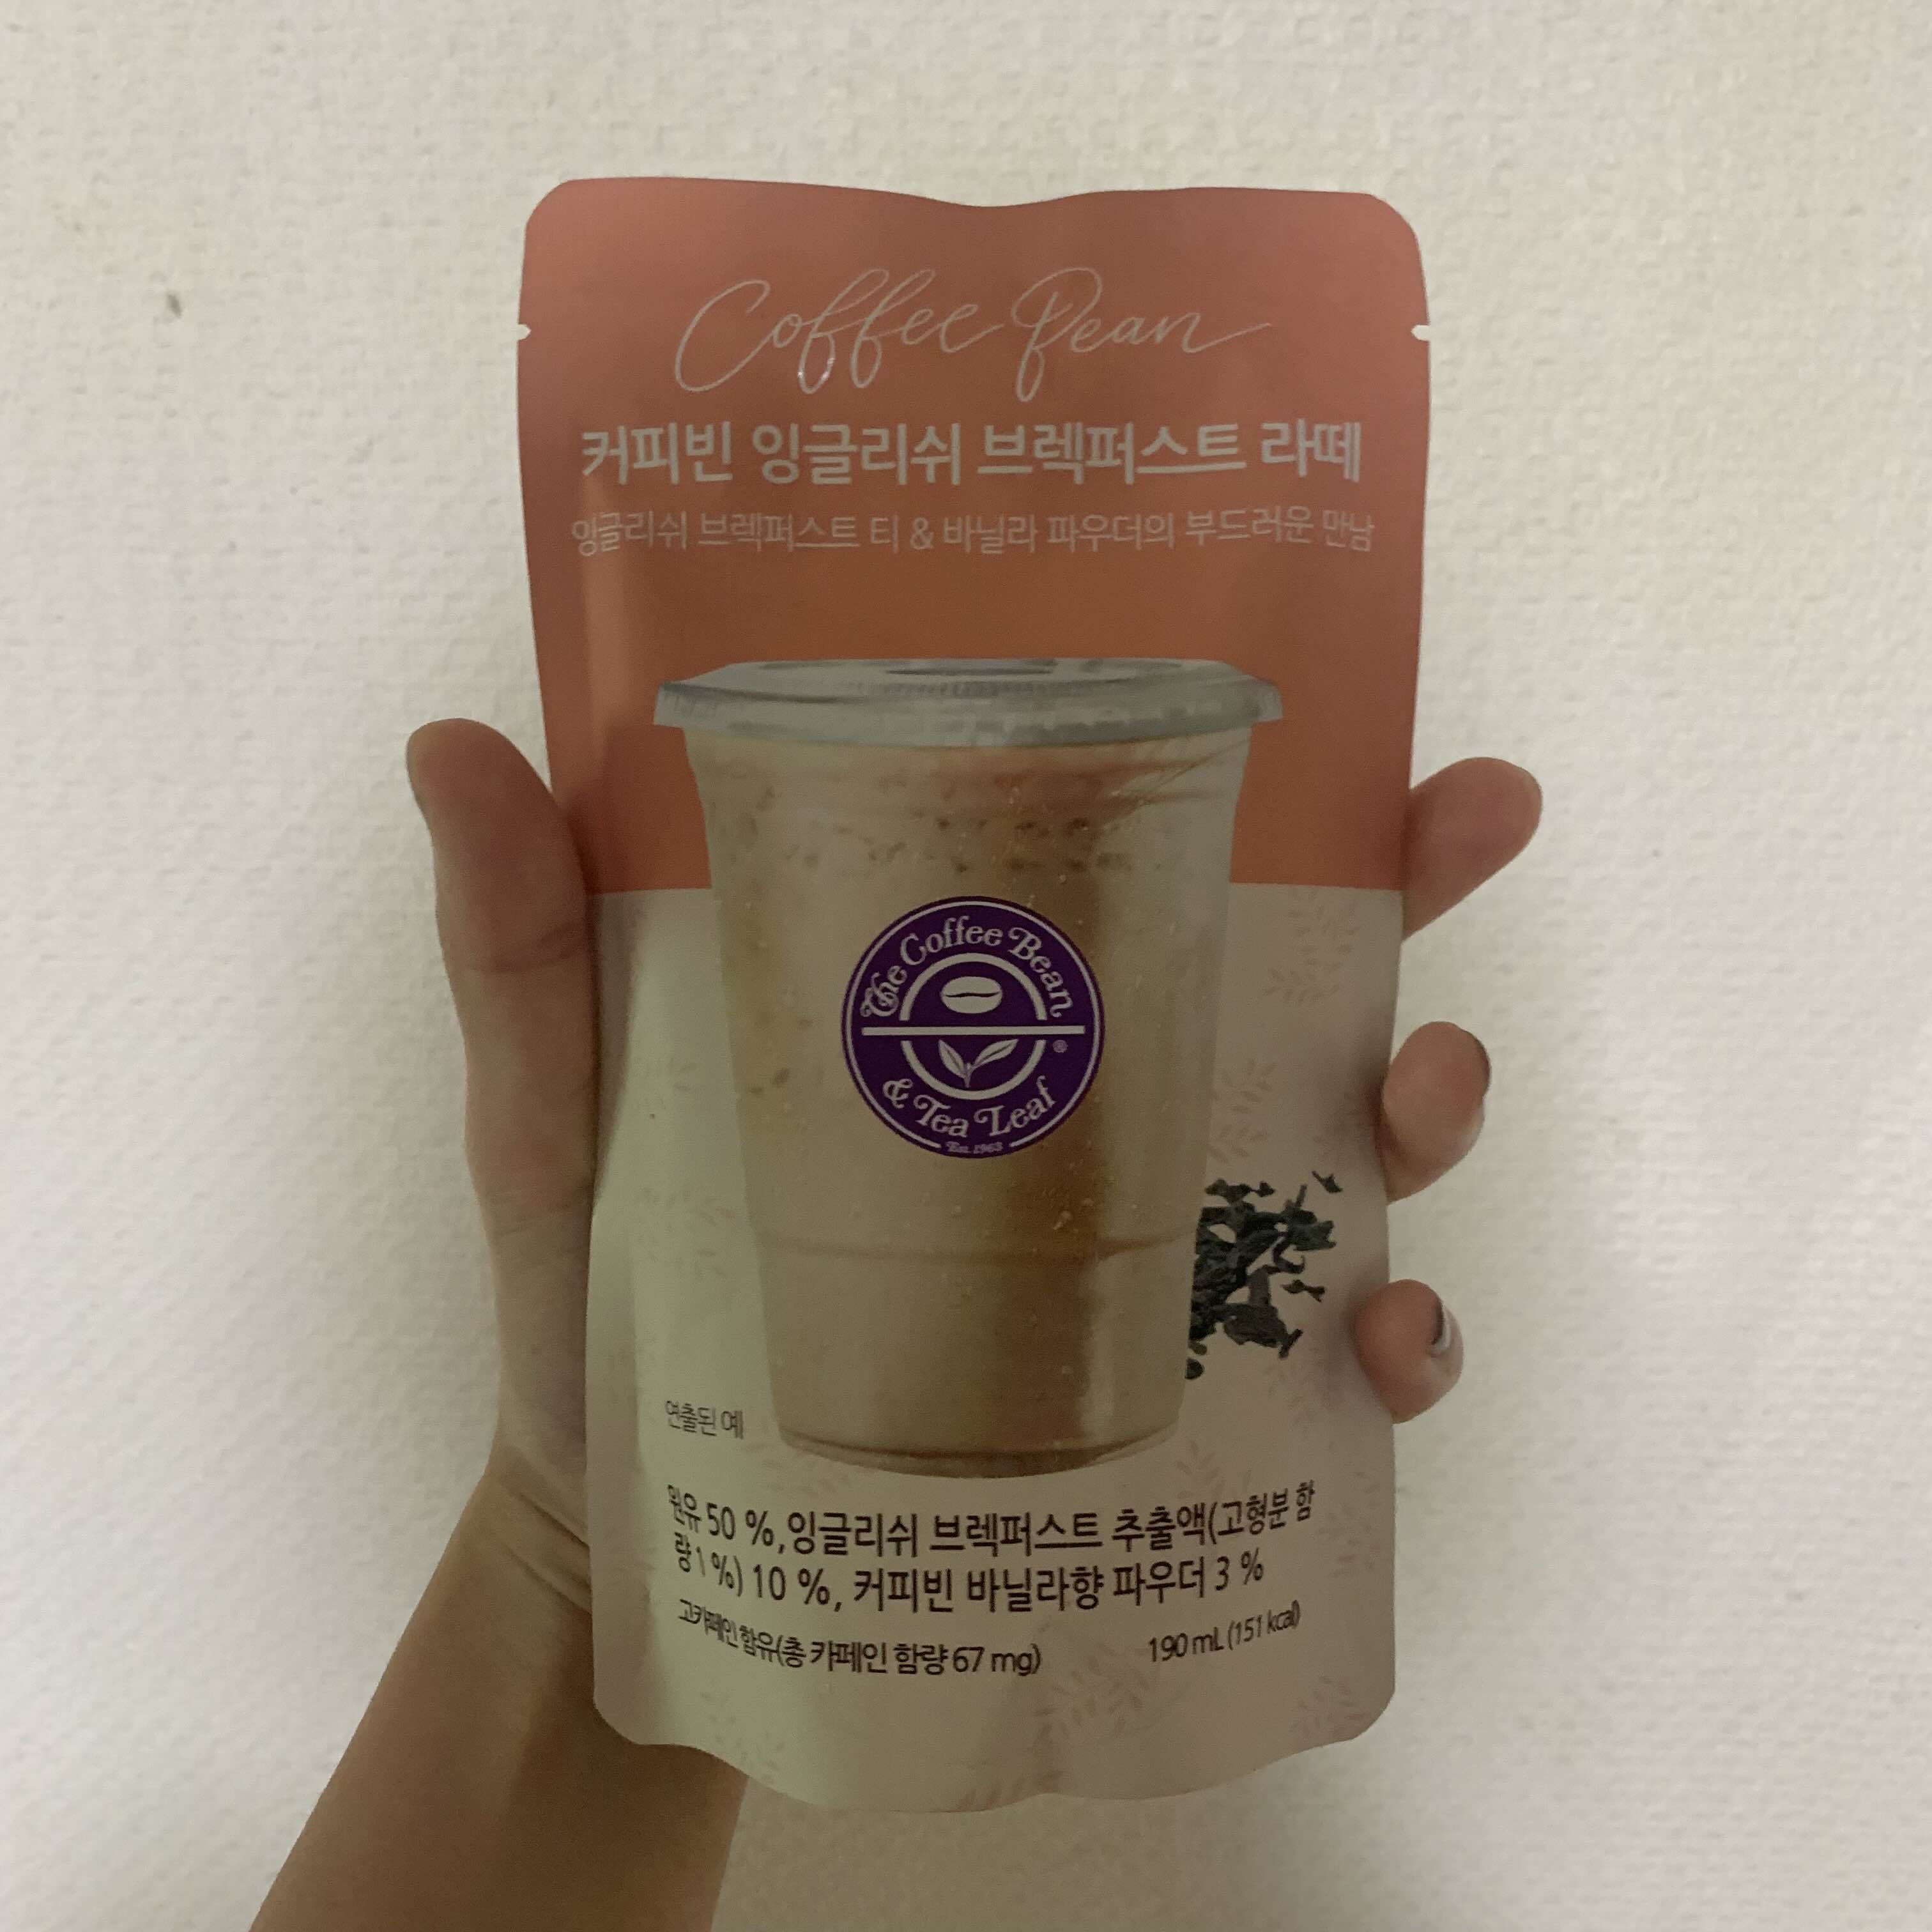 Coffee Bean
커피빈 잉글리쉬 브렉퍼스트 라떼
잉글리쉬 브렉퍼스트 티 & 바닐라 파우더의 부드러운 만남
The Coffee Bean
®
& Tea Leaf
Est. 1963
연출된 예
원유 50 %, 잉글리쉬 브렉퍼스트 추출액(고형분 함
량 1 %) 10 %, 커피빈 바닐라향 파우더 3 %
고카페인 함유(총 카페인 함량 67 mg)
190 mL (151 kcal)